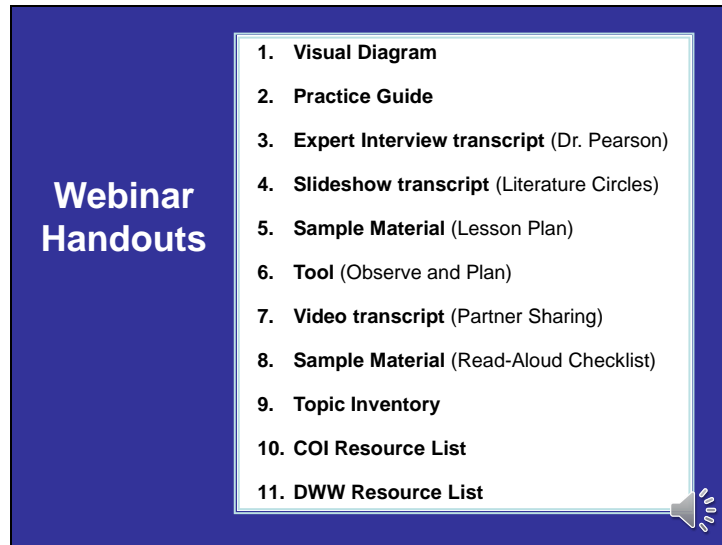 Webinar
Handouts
1. Visual Diagram
2. Practice Guide
3. Expert Interview transcript (Dr. Pearson)
4. Slideshow transcript (Literature Circles)
5. Sample Material (Lesson Plan)
6. Tool (Observe and Plan)
7. Video transcript (Partner Sharing)
8. Sample Material (Read-Aloud Checklist)
9. Topic Inventory
10. COI Resource List
11. DWW Resource List